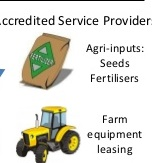 Accredited Service Providers
Agri-inputs:
Seeds
Fertilisers
FERTILIZER
Farm
equipment
leasing